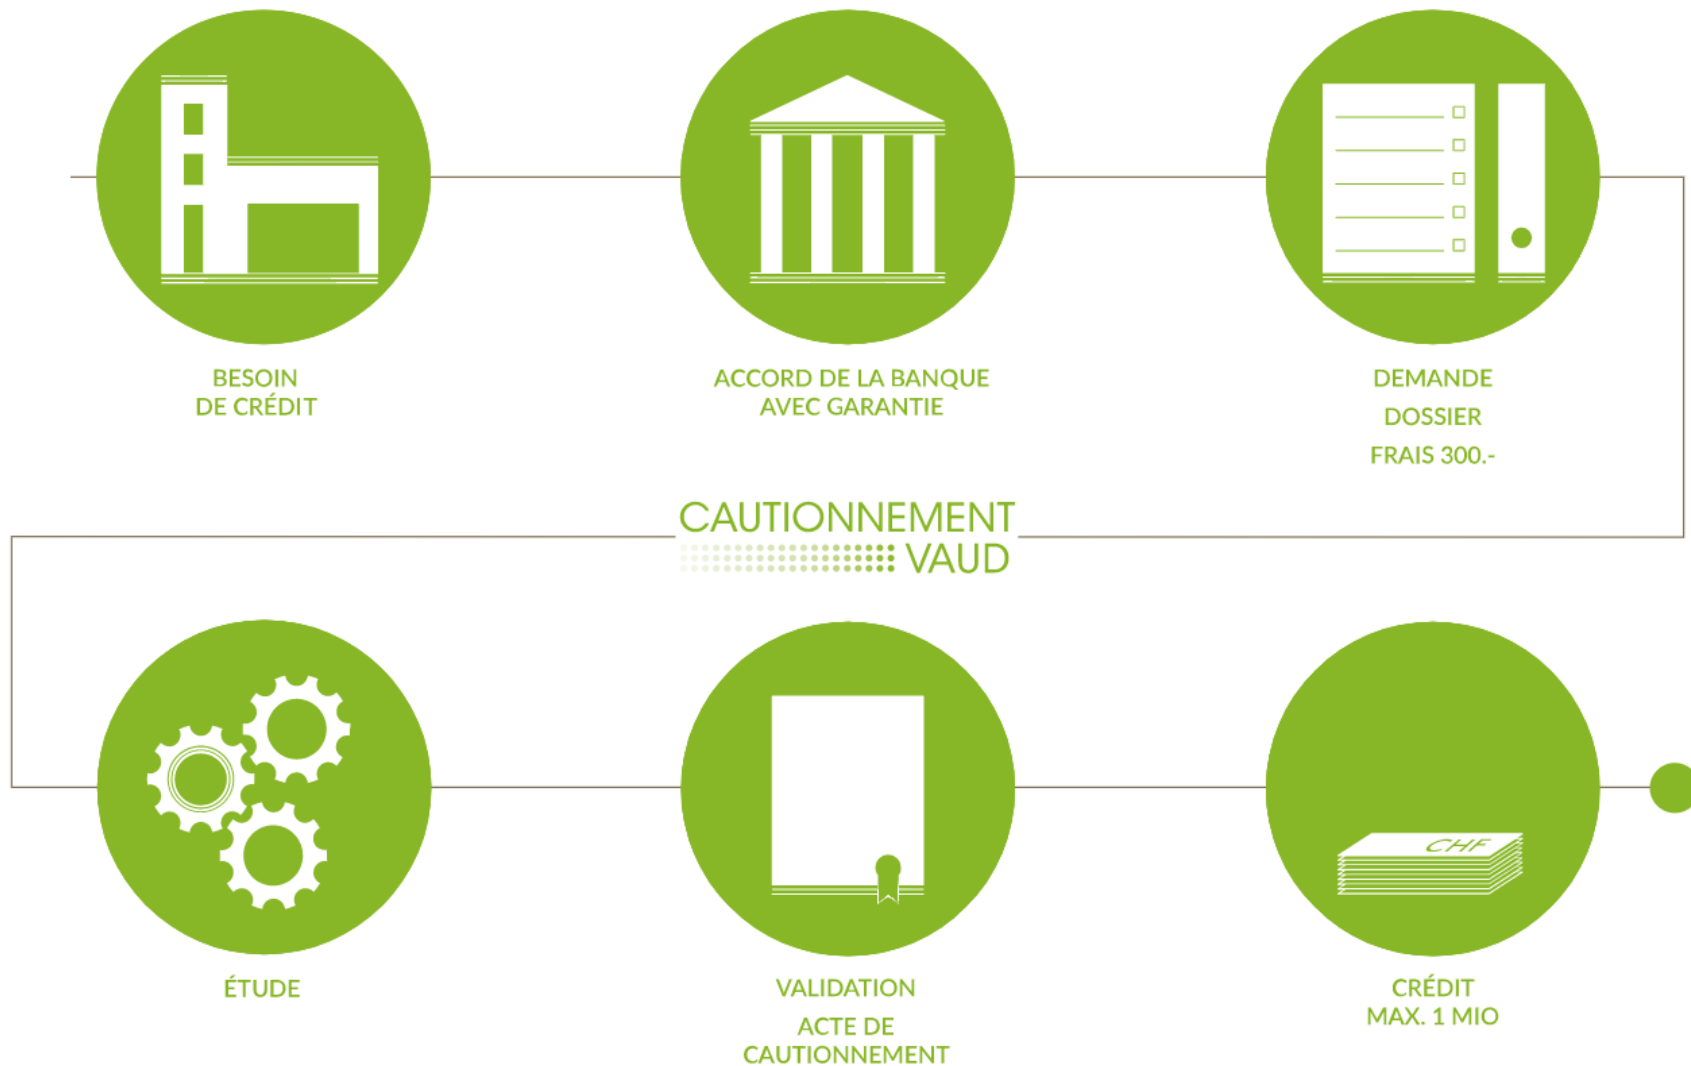 BESOIN
DE CRÉDIT
ACCORD DE LA BANQUE
AVEC GARANTIE
DEMANDE
DOSSIER
FRAIS 300.-
CAUTIONNEMENT
VAUD
ÉTUDE
VALIDATION
ACTE DE
CAUTIONNEMENT
CHF
CRÉDIT
MAX. 1 MIO